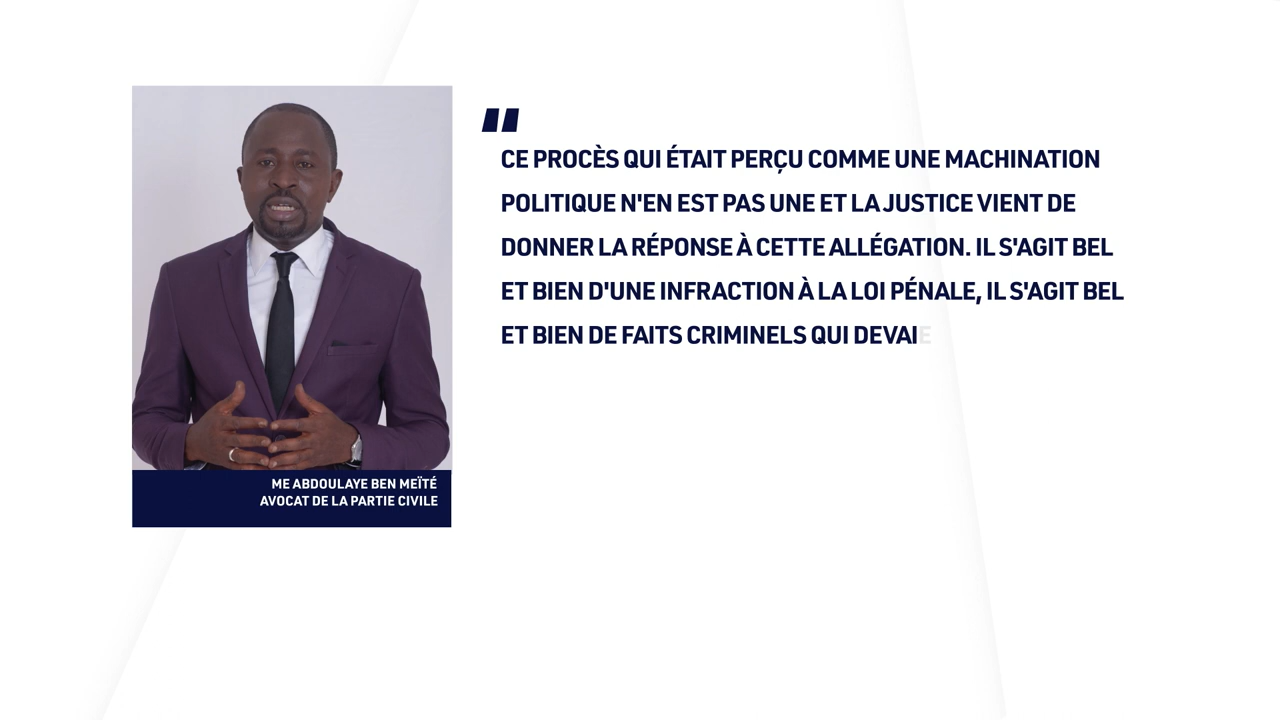 "
CE PROCÈS QUI ÉTAIT PERÇU COMME UNE MACHINATION
POLITIQUE N'EN EST PAS UNE ET LA JUSTICE VIENT DE
DONNER LA RÉPONSE À CETTE ALLÉGATION. IL S'AGIT BEL
ET BIEN D'UNE INFRACTION À LA LOI PÉNALE, IL S'AGIT BEL
ET BIEN DE FAITS CRIMINELS QUI DEVAIE
ME ABDOULAYE BEN MEÏTÉ
AVOCAT DE LA PARTIE CIVILE